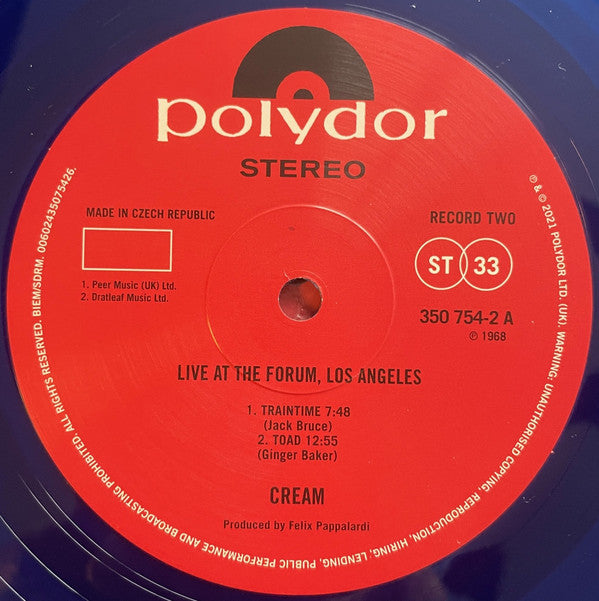 polydor
STEREO
MADE IN CZECH REPUBLIC
RECORD TWO
1. Peer Music (UK) Ltd.
2. Dratleaf Music Ltd.
ST 33
350 754-2 A
℗ 1968
LIVE AT THE FORUM, LOS ANGELES
1. TRAINTIME 7:48
(Jack Bruce)
2. TOAD 12:55
(Ginger Baker)
CREAM
Produced by Felix Pappalardi
℗ & © 2021 POLYDOR LTD. (UK). WARNING. UNAUTHORISED COPYING, REPRODUCTION, HIRING, LENDING, PUBLIC PERFORMANCE AND BROADCASTING PROHIBITED. ALL RIGHTS RESERVED. BIEM/SDRM. 00602435075426.